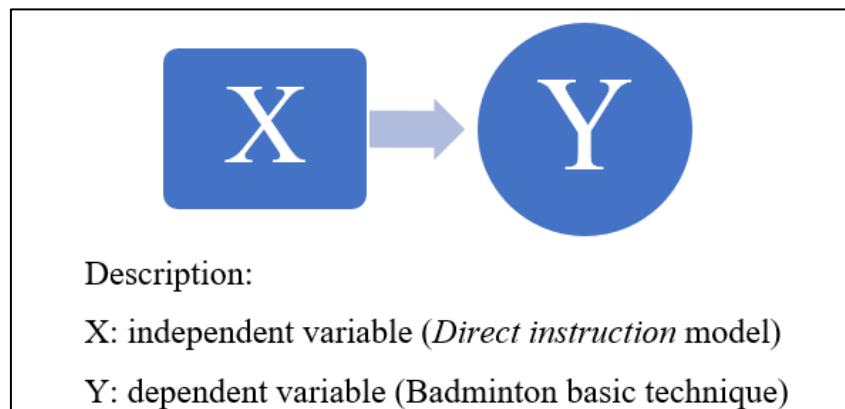 X
Y
Description:
X: independent variable (Direct instruction model)
Y: dependent variable (Badminton basic technique)